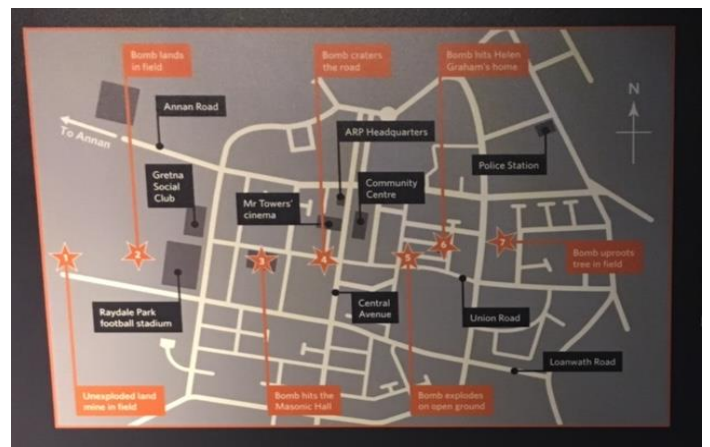 Bomb lands
in field
Bomb craters
the road
Bomb hits Helen
Graham's home
N
Annan Road
To Annan
ARP Headquarters
Police Station
Gretna
Social
Club
Community
Centre
Mr Towers'
cinema
1
2
3
4
5
6
7
Bomb uproots
tree in field
Raydale Park
football stadium
Central
Avenue
Union Road
Loanwath Road
Unexploded land
mine in field
Bomb hits the
Masonic Hall
Bomb explodes
on open ground